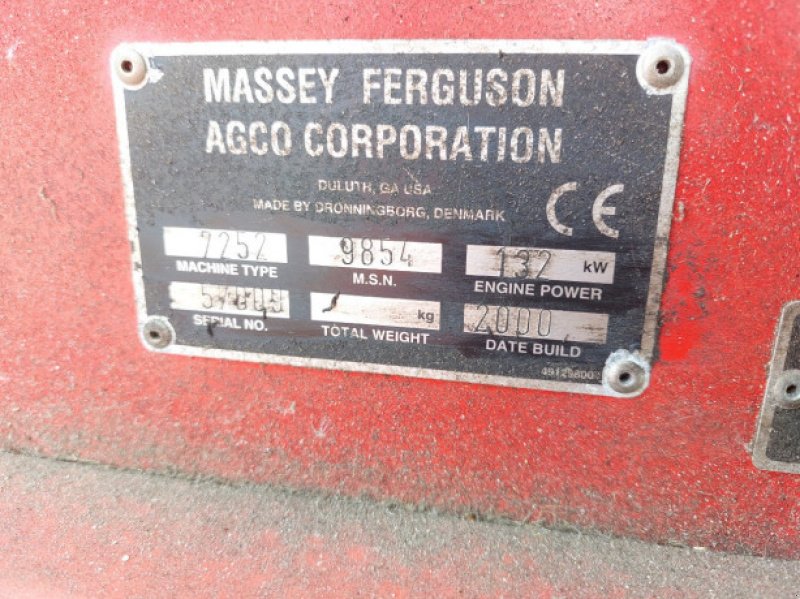 MASSEY FERGUSON
AGCO CORPORATION
DULUTH, GA USA
MADE BY DRONNINGBORG, DENMARK
CE
7252 9854 132 kW
MACHINE TYPE M.S.N. ENGINE POWER
kg 2000
SERIAL NO. TOTAL WEIGHT DATE BUILD